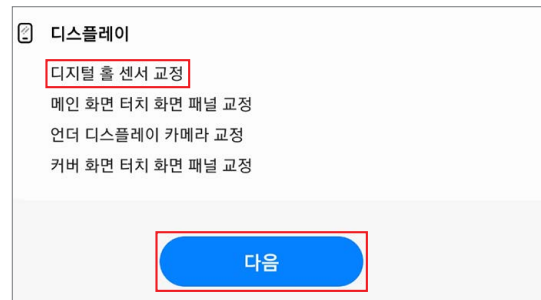 디스플레이
디지털 홀 센서 교정
메인 화면 터치 화면 패널 교정
언더 디스플레이 카메라 교정
커버 화면 터치 화면 패널 교정
다음